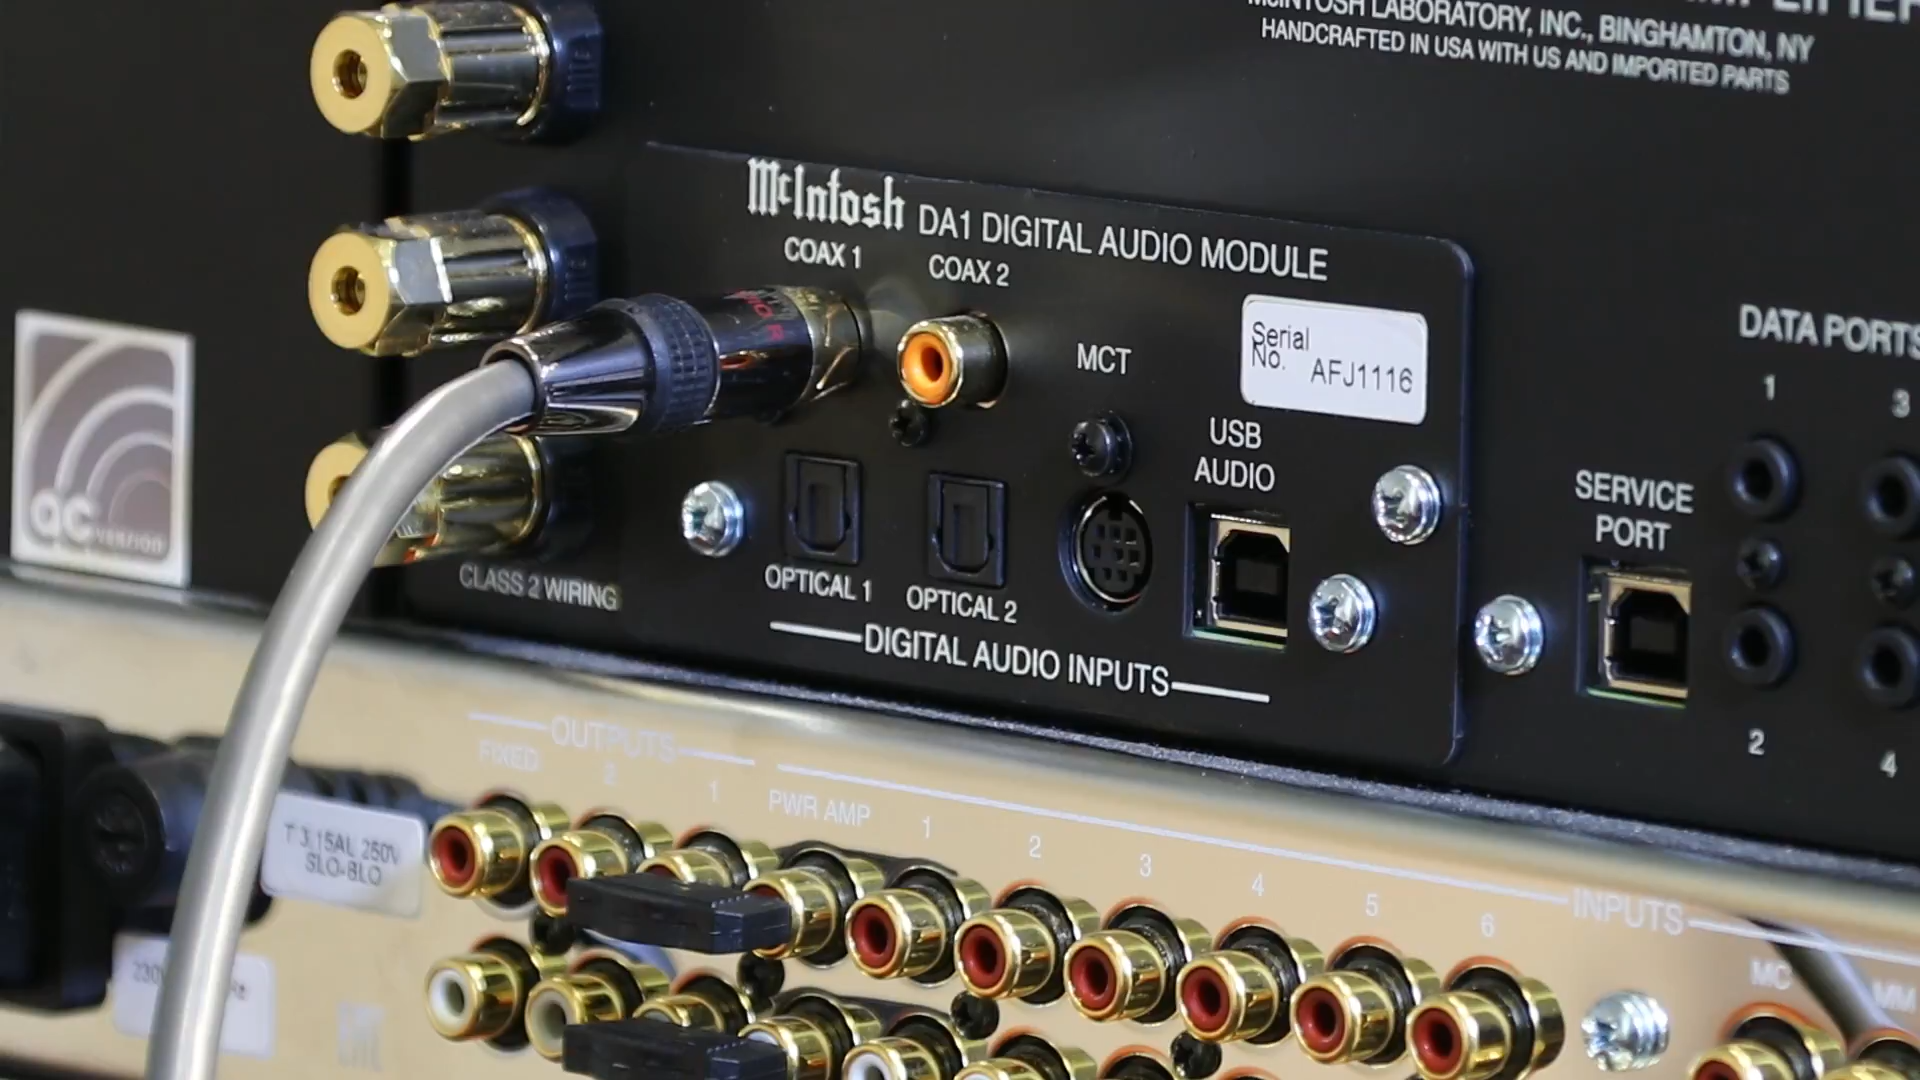 McINTOSH LABORATORY, INC., BINGHAMTON, NY
HANDCRAFTED IN USA WITH US AND IMPORTED PARTS
McIntosh DA1 DIGITAL AUDIO MODULE
COAX 1
COAX 2
MCT
Serial
No. AFJ1116
USB
AUDIO
OPTICAL 1
OPTICAL 2
DIGITAL AUDIO INPUTS
CLASS 2 WIRING
DATA PORTS
1
3
SERVICE
PORT
2
4
ac VERSION
OUTPUTS
FIXED
2
1
PWR AMP
1
2
3
4
5
6
INPUTS
MC
MM
T 3.15AL 250V
SLO-BLO